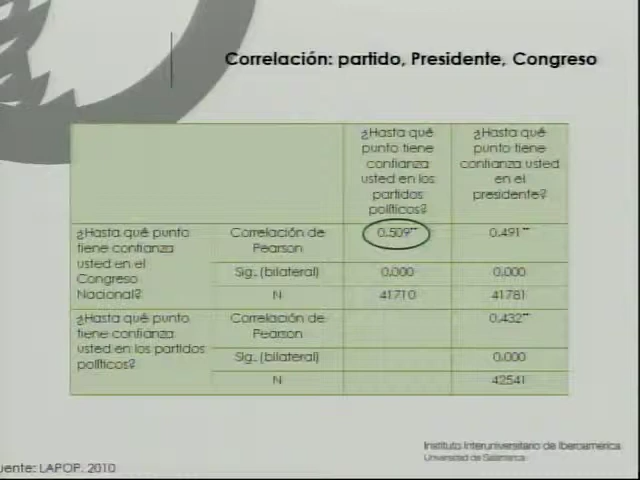 Correlación: partido, Presidente, Congreso
¿Hasta qué
punto tiene
confianza
usted en los
partidos
políticos?
¿Hasta qué
punto tiene
confianza usted
en el
presidente?
¿Hasta qué punto
tiene confianza
usted en el
Congreso
Nacional?
Correlación de
Pearson
0.509**
0.491**
Sig. (bilateral)
0.000
0.000
N
41710
41781
¿Hasta qué punto
tiene confianza
usted en los partidos
políticos?
Correlación de
Pearson
0.432**
Sig. (bilateral)
0.000
N
42541
Instituto Interuniversitario de Iberoamérica
Universidad de Salamanca
uente: LAPOP. 2010